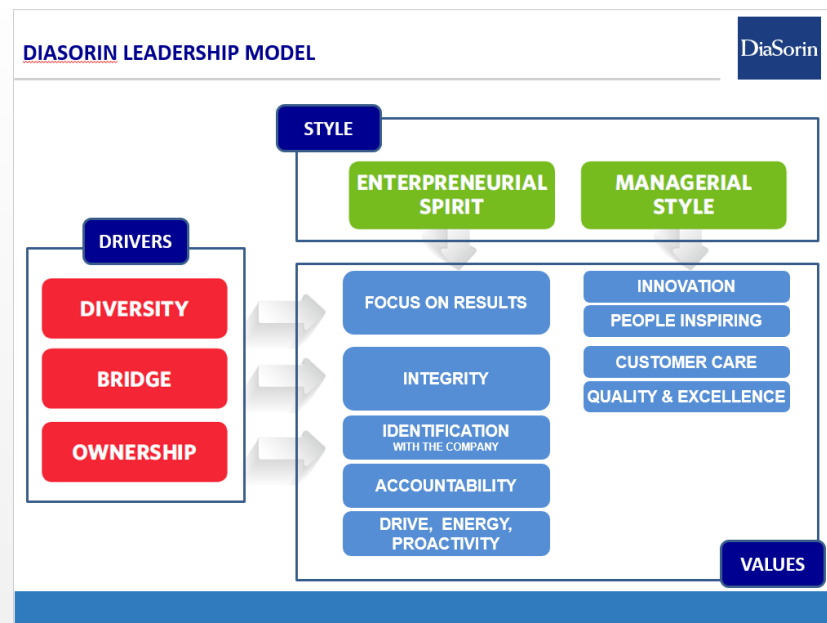 DIASORIN LEADERSHIP MODEL
DiaSorin
STYLE
ENTERPRENEURIAL
SPIRIT
MANAGERIAL
STYLE
DRIVERS
DIVERSITY
BRIDGE
OWNERSHIP
FOCUS ON RESULTS
INTEGRITY
IDENTIFICATION
WITH THE COMPANY
ACCOUNTABILITY
DRIVE, ENERGY,
PROACTIVITY
INNOVATION
PEOPLE INSPIRING
CUSTOMER CARE
QUALITY & EXCELLENCE
VALUES